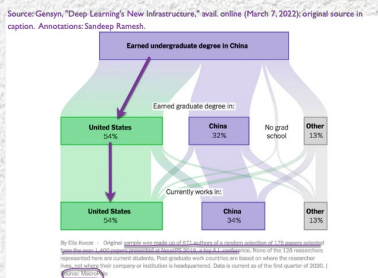 Source: Gensyn, "Deep Learning's New Infrastructure," avail. online (March 7, 2022); original source in
caption. Annotations: Sandeep Ramesh.
Earned undergraduate degree in China
Earned graduate degree in:
United States
54%
China
32%
No grad
school
Other
13%
Currently works in:
United States
54%
China
34%
Other
13%
By Ella Koeze · Original sample was made up of 671 authors of a random selection of 175 papers selected
from the over 1,400 papers presented at NeurIPS 2019, a big A.I. conference. None of the 128 researchers
represented here are current students. Post-graduate work countries are based on where the researcher
lives, not where their company or institution is headquartered. Data is current as of the first quarter of 2020. |
Source: MacroPolo